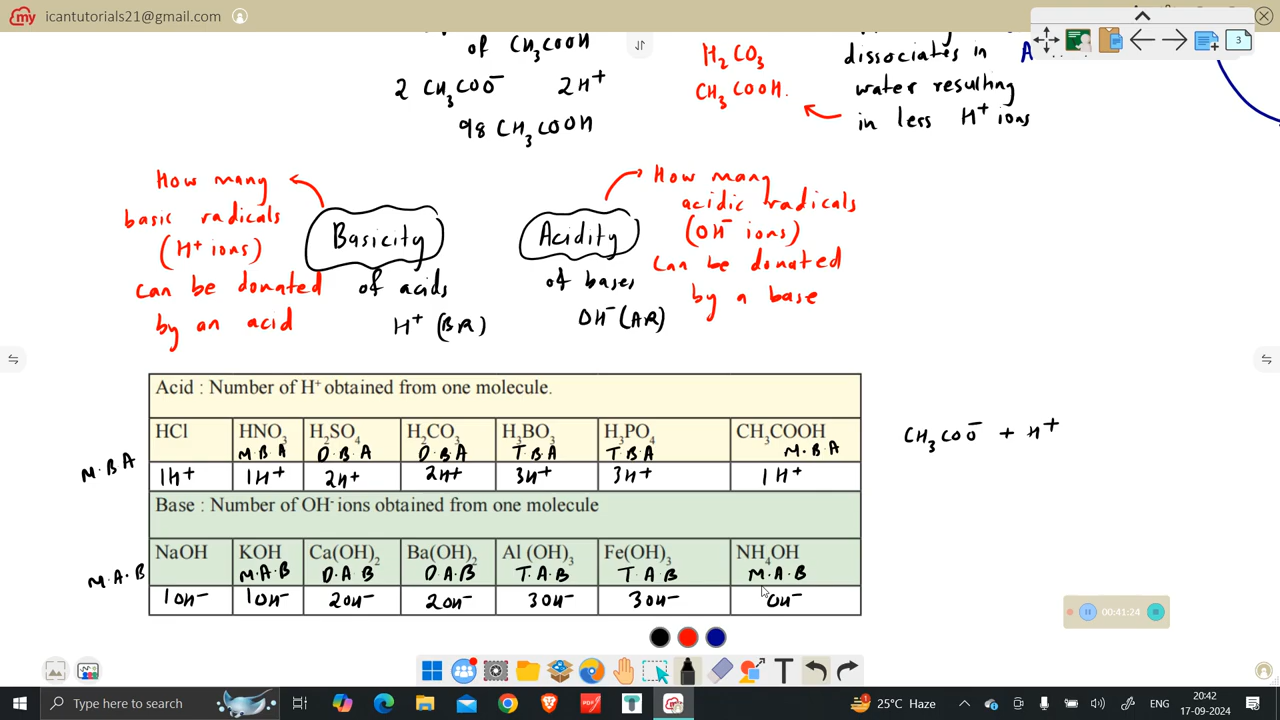 icantutorials21@gmail.com
3
of CH3COOH
2 CH3COO⁻ 2H⁺
98 CH3COOH
H2CO3
CH3COOH.
dissociates in
water resulting
in less H⁺ ions
How many
basic radicals
(H⁺ ions)
can be donated
by an acid
Basicity
of acids
H⁺ (BR)
Acidity
of bases
OH⁻ (AR)
How many
acidic radicals
(OH⁻ ions)
can be donated
by a base
Acid : Number of H⁺ obtained from one molecule.
HCl HNO3 H2SO4 H2CO3 H3BO3 H3PO4 CH3COOH
M.B.A M.B.A D.B.A D.B.A T.B.A T.B.A M.B.A
1H+ 1H+ 2H+ 2H+ 3H+ 3H+ 1H+
CH3COO⁻ + H⁺
Base : Number of OH⁻ ions obtained from one molecule
NaOH KOH Ca(OH)2 Ba(OH)2 Al (OH)3 Fe(OH)3 NH4OH
M.A.B M.A.B D.A.B D.A.B T.A.B T.A.B M.A.B
1OH⁻ 1OH⁻ 2OH⁻ 2OH⁻ 3OH⁻ 3OH⁻ OH⁻
00:41:24
Type here to search
25°C Haze
ENG
20:42
17-09-2024